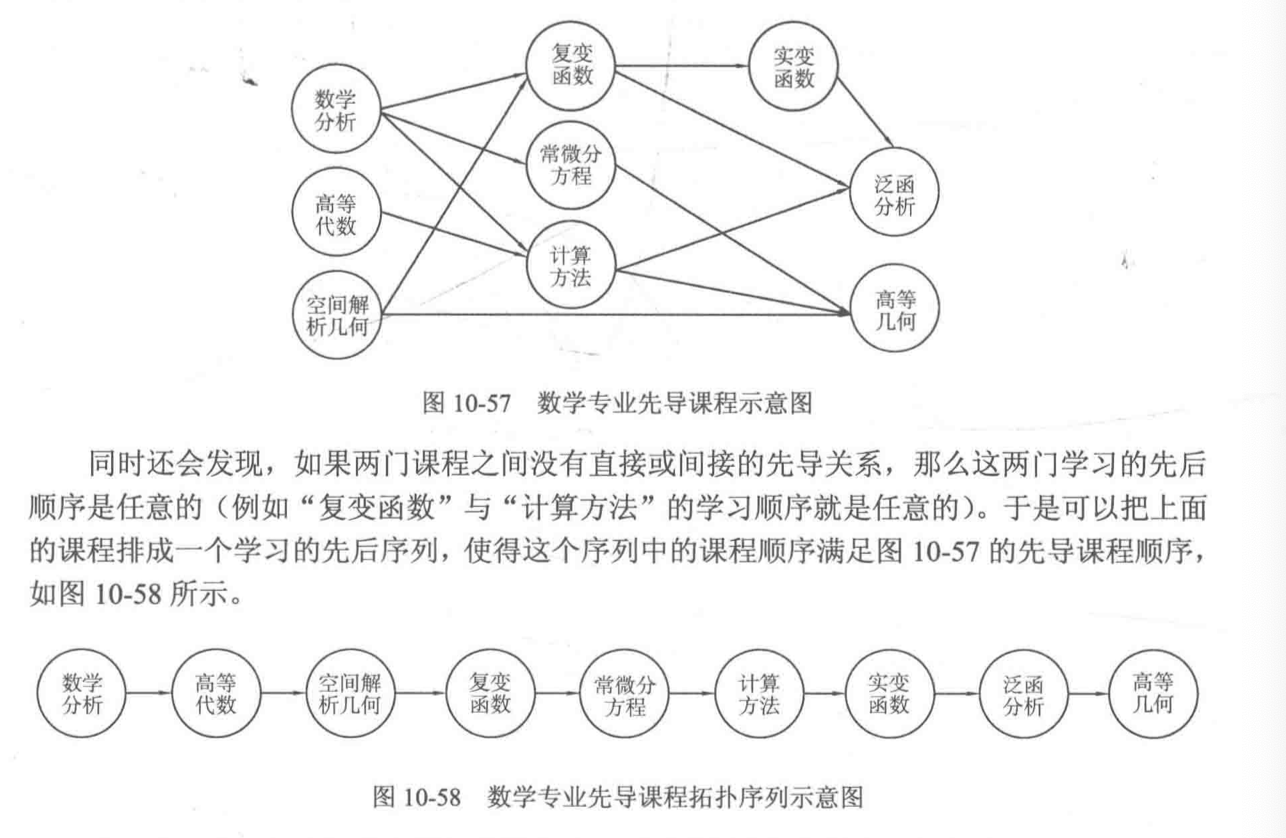 复变
函数
实变
函数
数学
分析
常微分
方程
泛函
分析
高等
代数
计算
方法
空间解
析几何
高等
几何
图 10-57 数学专业先导课程示意图
同时还会发现，如果两门课程之间没有直接或间接的先导关系，那么这两门学习的先后
顺序是任意的（例如“复变函数”与“计算方法”的学习顺序就是任意的）。于是可以把上面
的课程排成一个学习的先后序列，使得这个序列中的课程顺序满足图 10-57 的先导课程顺序，
如图 10-58 所示。
数学
分析
高等
代数
空间解
析几何
复变
函数
常微分
方程
计算
方法
实变
函数
泛函
分析
高等
几何
图 10-58 数学专业先导课程拓扑序列示意图